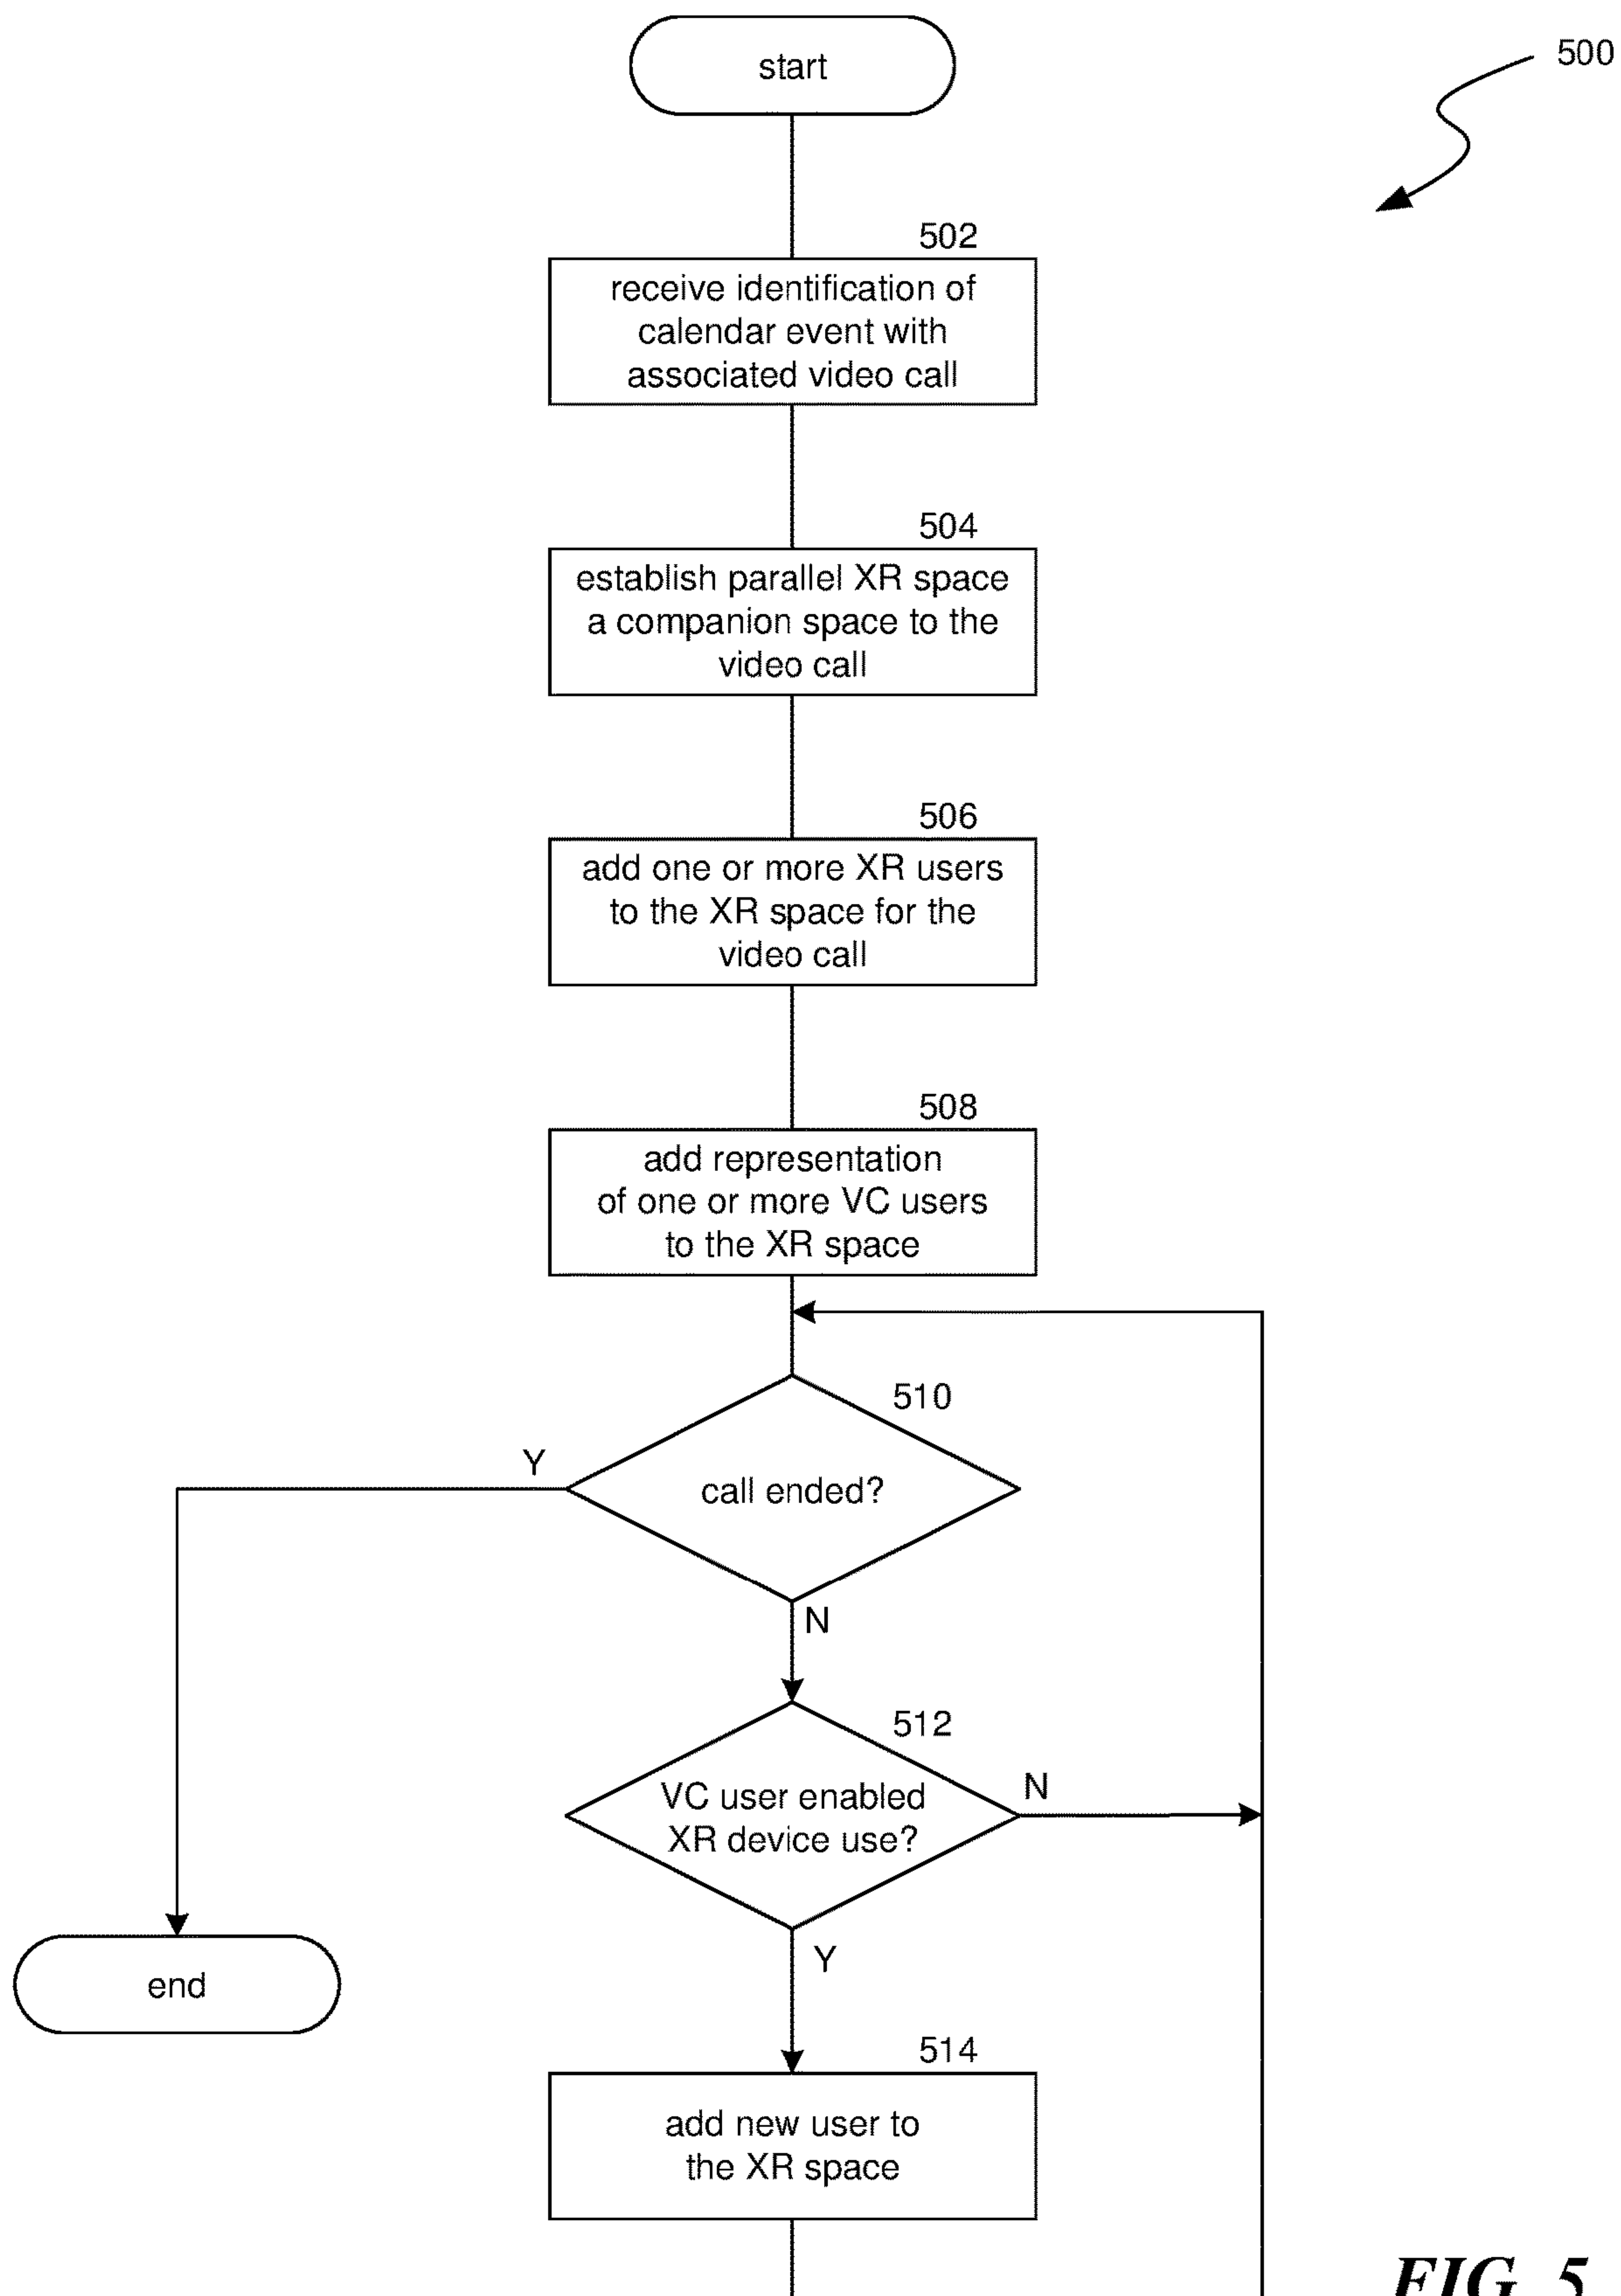 start
500
502
receive identification of
calendar event with
associated video call
504
establish parallel XR space
a companion space to the
video call
506
add one or more XR users
to the XR space for the
video call
508
add representation
of one or more VC users
to the XR space
510
Y
call ended?
N
512
VC user enabled
XR device use?
N
Y
end
514
add new user to
the XR space
FIG. 5